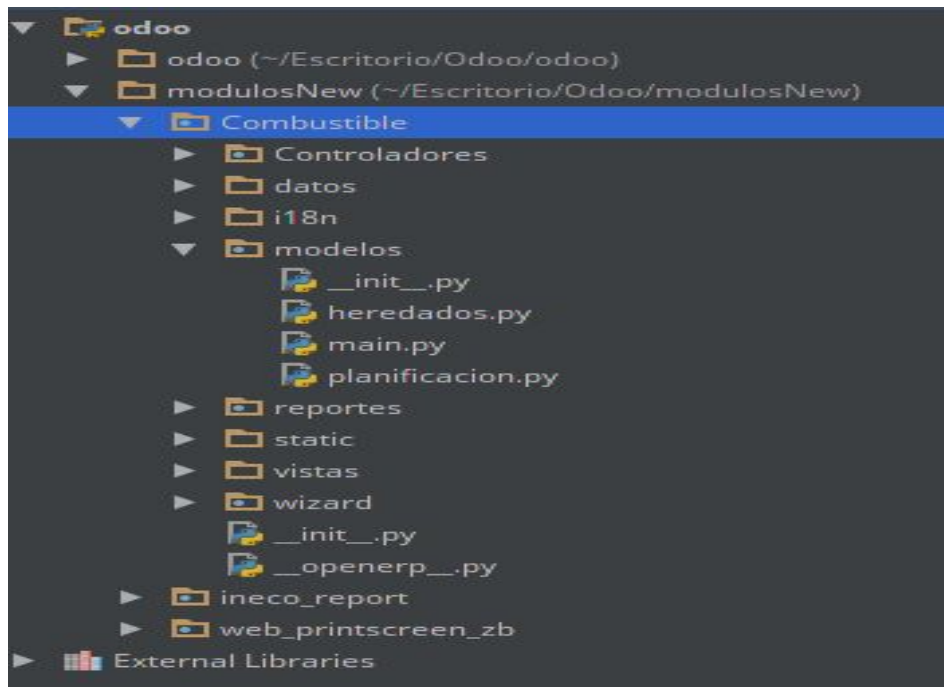 odoo
odoo (~/Escritorio/Odoo/odoo)
modulosNew (~/Escritorio/Odoo/modulosNew)
Combustible
Controladores
datos
i18n
modelos
__init__.py
heredados.py
main.py
planificacion.py
reportes
static
vistas
wizard
__init__.py
__openerp__.py
ineco_report
web_printscreen_zb
External Libraries